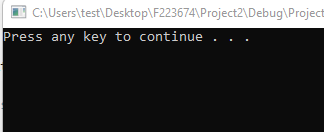 C:\Users\test\Desktop\F223674\Project2\Debug\Project
Press any key to continue . . .